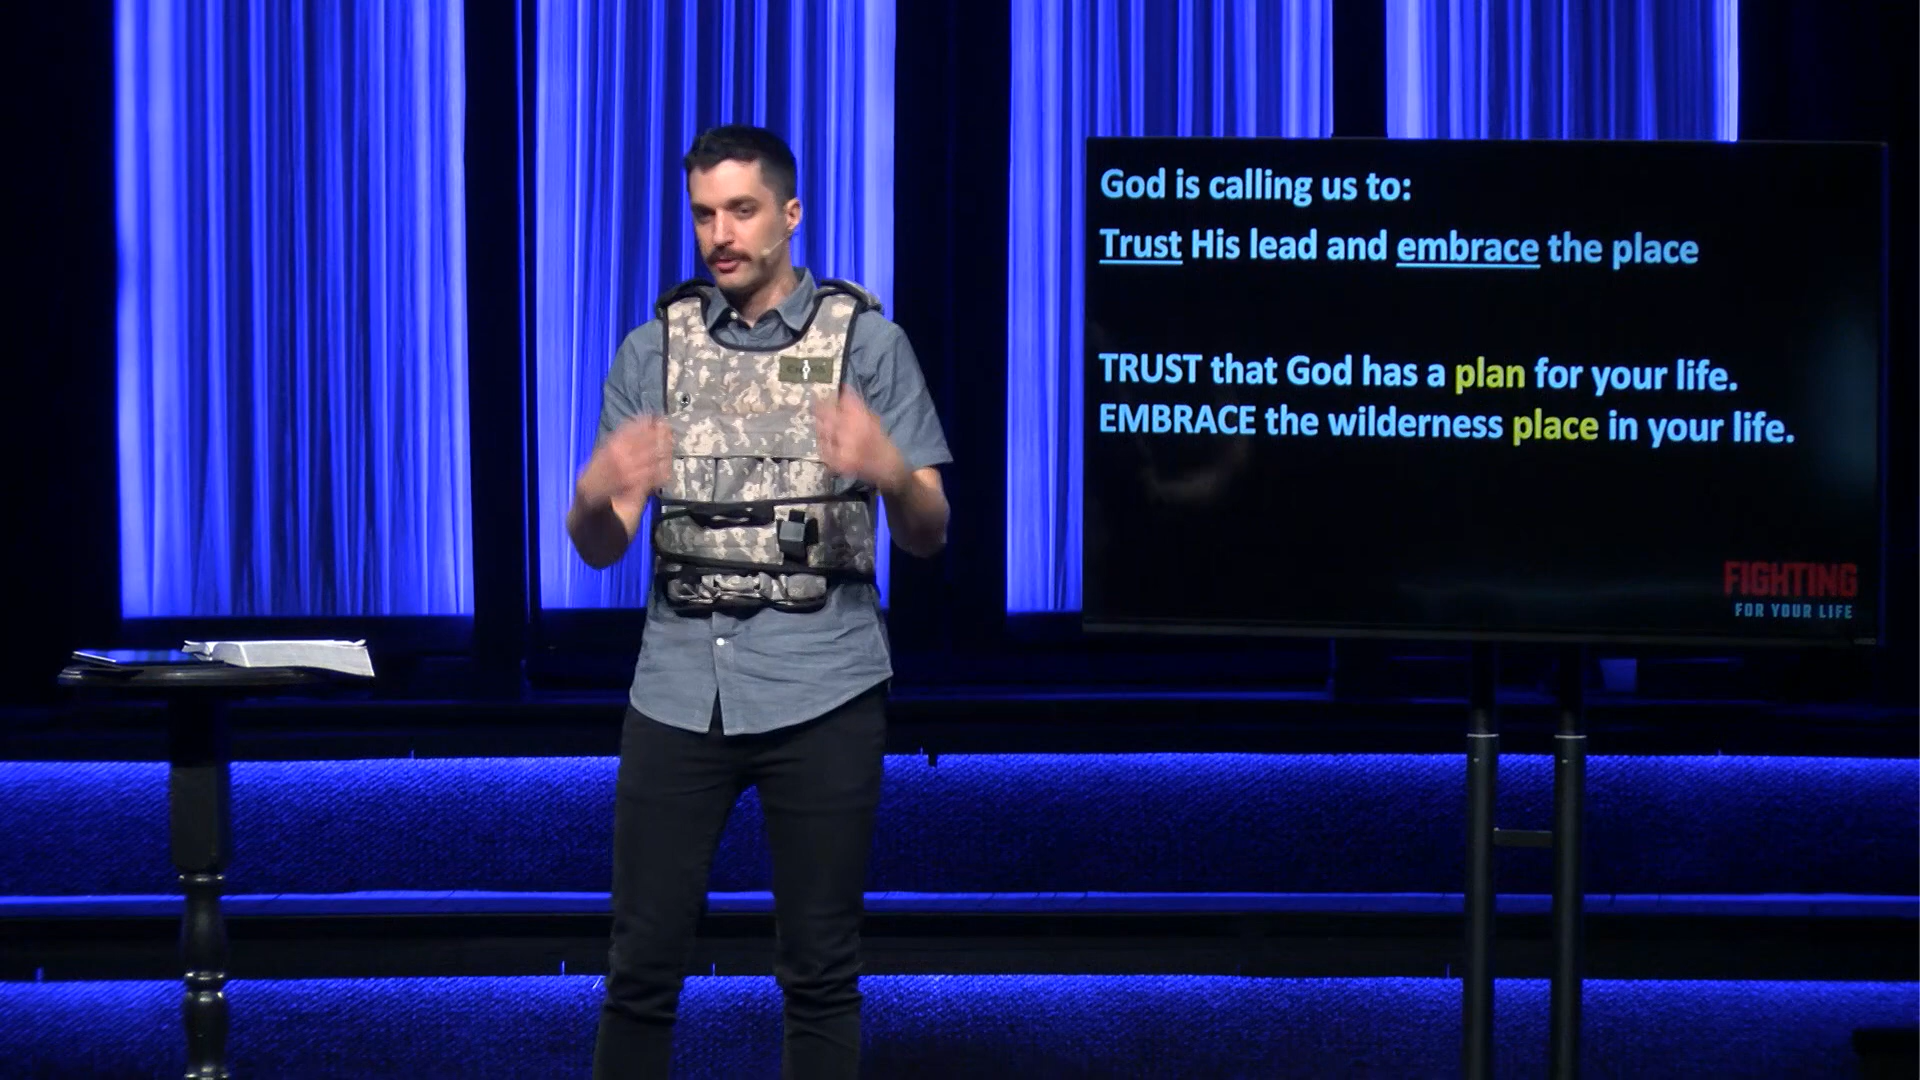 God is calling us to:
Trust His lead and embrace the place
TRUST that God has a plan for your life.
EMBRACE the wilderness place in your life.
FIGHTING
FOR YOUR LIFE